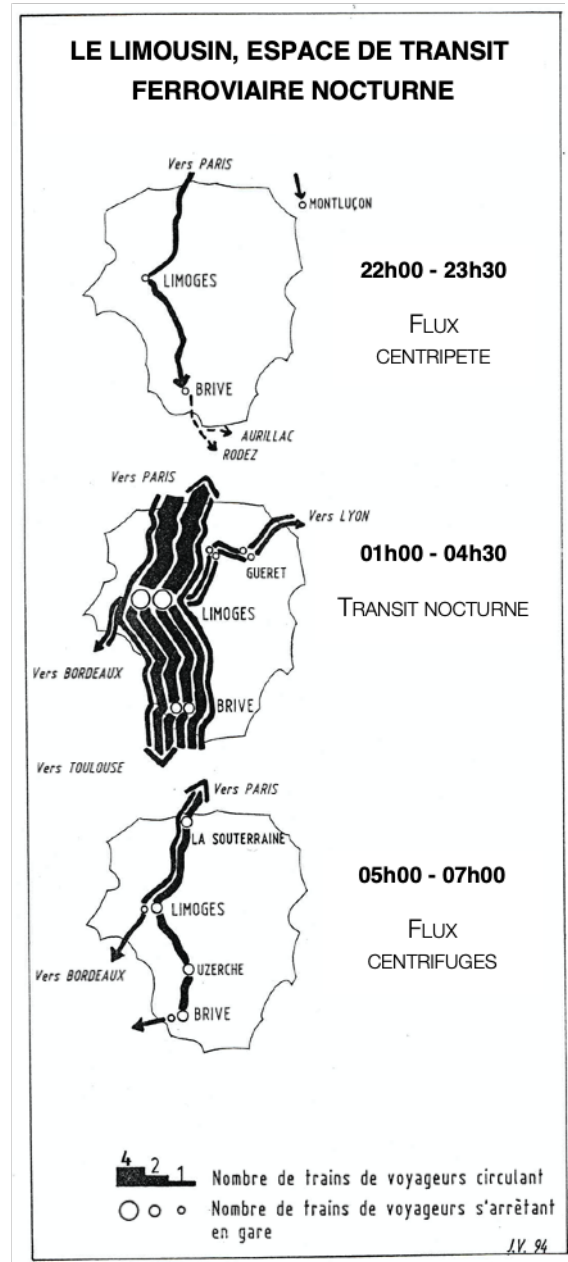 LE LIMOUSIN, ESPACE DE TRANSIT
FERROVIAIRE NOCTURNE
Vers PARIS
MONTLUÇON
LIMOGES
22h00 - 23h30
FLUX
CENTRIPETE
BRIVE
AURILLAC
RODEZ
Vers PARIS
Vers LYON
01h00 - 04h30
GUERET
TRANSIT NOCTURNE
LIMOGES
Vers BORDEAUX
BRIVE
Vers TOULOUSE
Vers PARIS
LA SOUTERRAINE
05h00 - 07h00
LIMOGES
FLUX
CENTRIFUGES
Vers BORDEAUX
UZERCHE
BRIVE
4 2 1
Nombre de trains de voyageurs circulant
Nombre de trains de voyageurs s'arrêtant
en gare
J.V. 94